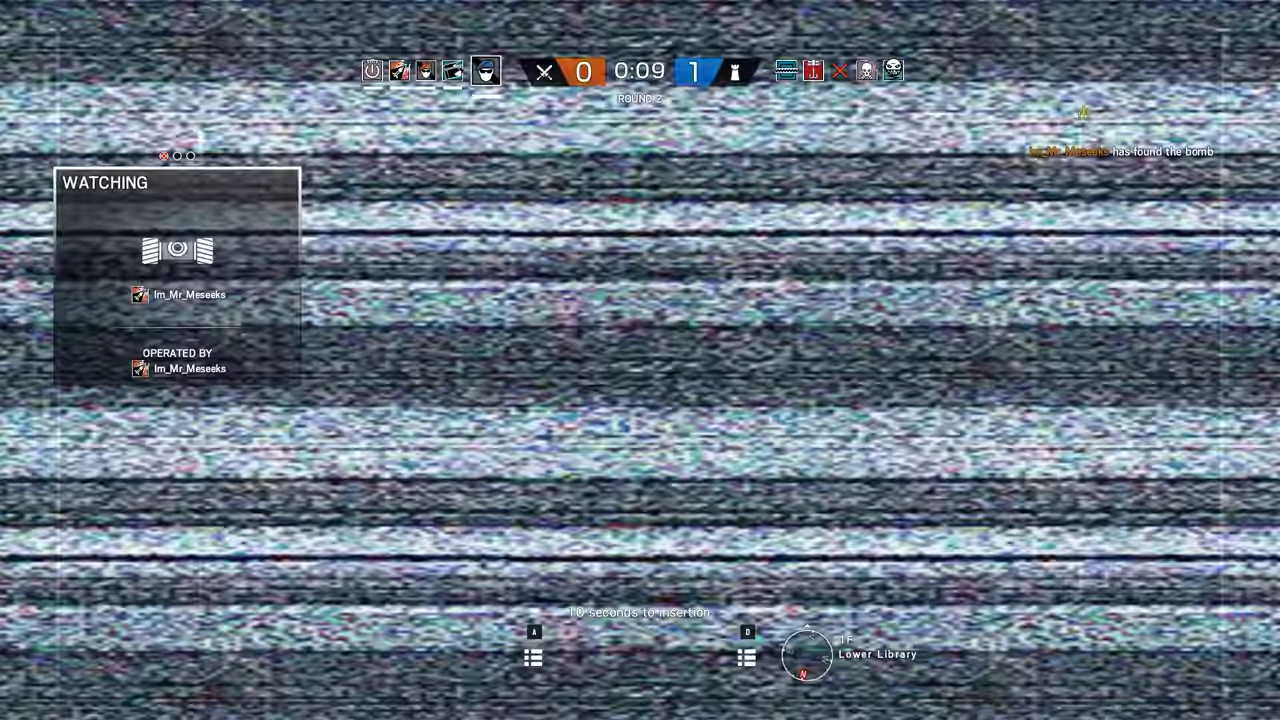 0 0:09 1
ROUND 2
Im_Mr_Meseeks has found the bomb
WATCHING
Im_Mr_Meseeks
OPERATED BY
Im_Mr_Meseeks
10 seconds to insertion
A D
1F
Lower Library
N